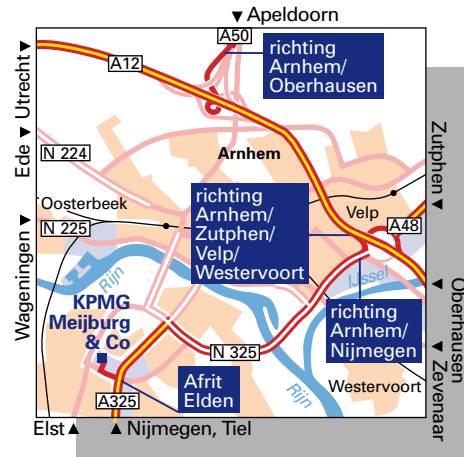 Apeldoorn
A50
A12
richting
Arnhem/
Oberhausen
Utrecht
Ede
Wageningen
N 224
Arnhem
Zutphen
Oosterbeek
richting
Arnhem/
Zutphen/
Velp/
Westervoort
Velp
N 225
A48
Rijn
IJssel
KPMG
Meijburg
& Co
richting
Arnhem/
Nijmegen
Oberhausen
Zevenaar
N 325
Afrit
Elden
Rijn
Westervoort
A325
Elst
Nijmegen, Tiel